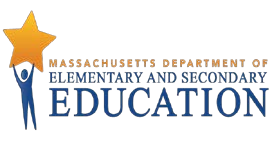 MASSACHUSETTS DEPARTMENT OF
ELEMENTARY AND SECONDARY
EDUCATION